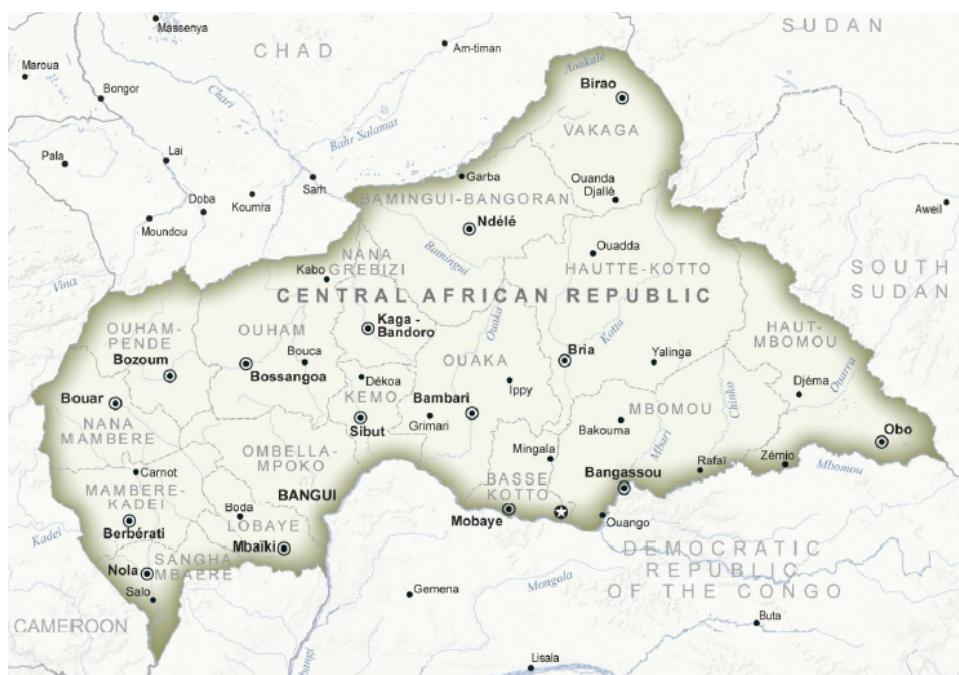 Massenya
SUDAN
CHAD
Am-timan
Maroua
Bongor
Chari
Aoukalé
Birao
VAKAGA
Bahr Salamat
Pala
Lai
Sarh
Garba
Ouanda
Djallé
Koumra
Doba
BAMINGUI-BANGORAN
Aweil
Moundou
Ndélé
Bamingui
Ouadda
NANA
GREBIZI
Kabo
HAUTTE-KOTTO
SOUTH
SUDAN
Vina
CENTRAL AFRICAN REPUBLIC
OUHAM-
PENDE
OUHAM
Kaga -
Bandoro
Ouaka
Kotto
HAUT-
MBOMOU
Bozoum
Bouca
Bossangoa
OUAKA
Bria
Yalinga
Ouarra
Dékoa
Ippy
Djéma
Chinko
Bouar
KEMO
Bambari
Grimari
MBOMOU
Bakouma
Mbari
Obo
NANA
MAMBERE
Sibut
Mingala
OMBELLA-
MPOKO
Carnot
Bangassou
Rafaï
Zémio
Mbomou
MAMBERE-
KADEI
BANGUI
BASSE
KOTTO
Boda
LOBAYE
Mobaye
Ouango
Kadei
Berbérati
Mbaïki
DEMOCRATIC
REPUBLIC
OF THE CONGO
SANGHA
MBAERE
Nola
Salo
Gemena
Mongala
CAMEROON
Buta
Lisala